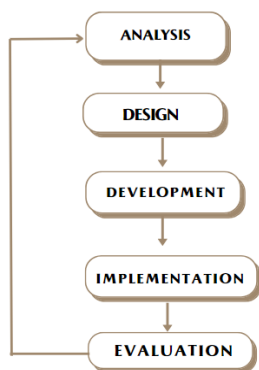 ANALYSIS
DESIGN
DEVELOPMENT
IMPLEMENTATION
EVALUATION